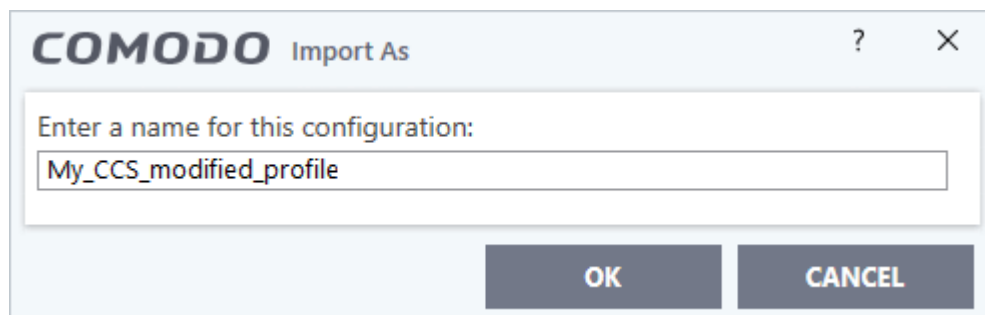 COMODO Import As ? ×
Enter a name for this configuration:
My_CCS_modified_profile
OK CANCEL